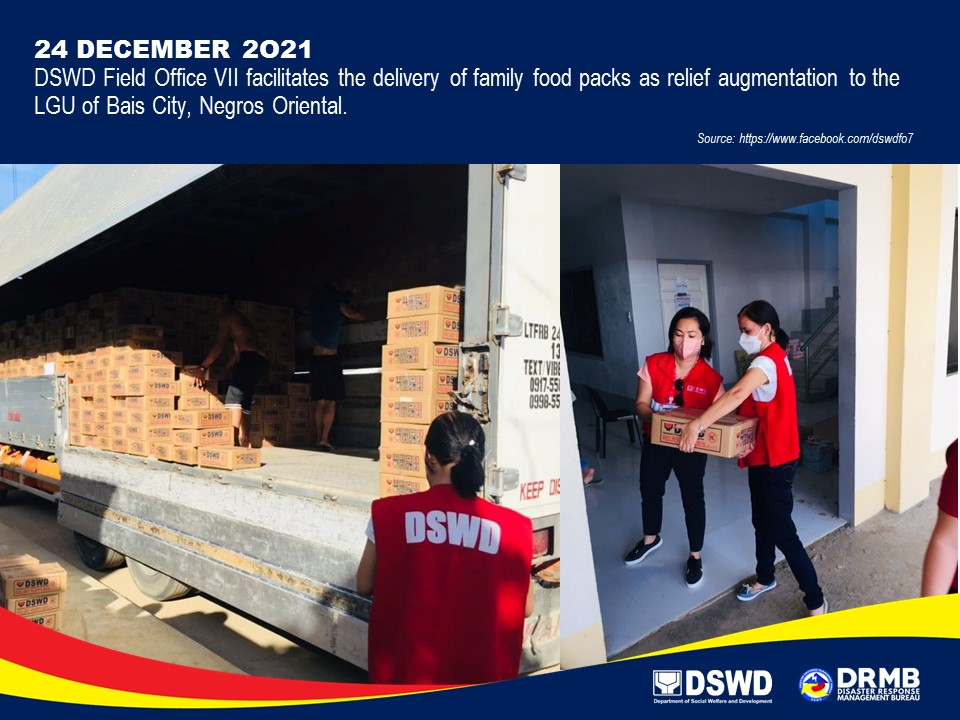 24 DECEMBER 2O21
DSWD Field Office VII facilitates the delivery of family food packs as relief augmentation to the
LGU of Bais City, Negros Oriental.
Source: https://www.facebook.com/dswdfo7
DSWD
LTFRB 24
13
TEXT/VIBE
0917-55
0998-55
KEEP DIS
DSWD
DSWD
DSWD
DSWD
DSWD
DSWD
Department of Social Welfare and Development
DRMB
DISASTER RESPONSE
MANAGEMENT BUREAU